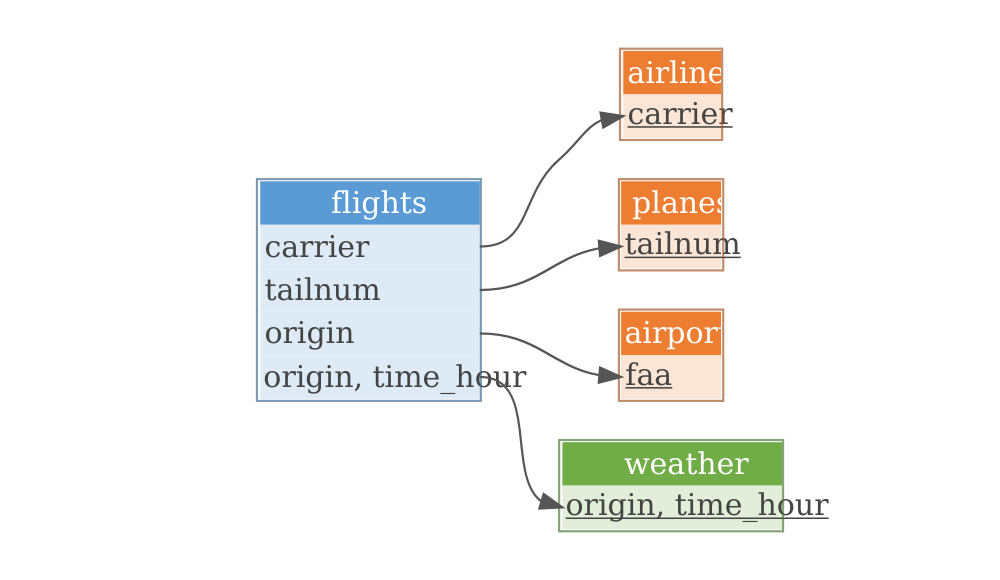 airline
carrier
flights
carrier
tailnum
origin
origin, time_hour
planes
tailnum
airport
faa
weather
origin, time_hour